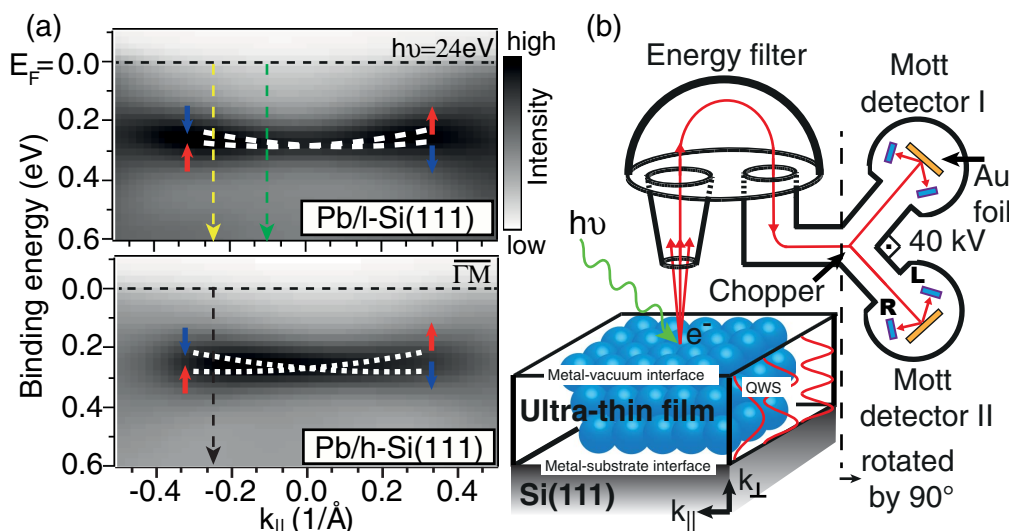 (a)
hυ=24eV
high
E_F=0.0
0.2
0.4
0.6
Pb/l-Si(111)
Intensity
low
Binding energy (eV)
ΓM
0.0
0.2
0.4
0.6
Pb/h-Si(111)
-0.4
-0.2
0.0
0.2
0.4
k|| (1/Å)
(b)
Energy filter
Mott
detector I
Au
foil
40 kV
hυ
Chopper
L
R
e-
Metal-vacuum interface
QWS
Ultra-thin film
Metal-substrate interface
Si(111)
k⊥
k||
Mott
detector II
rotated
by 90°